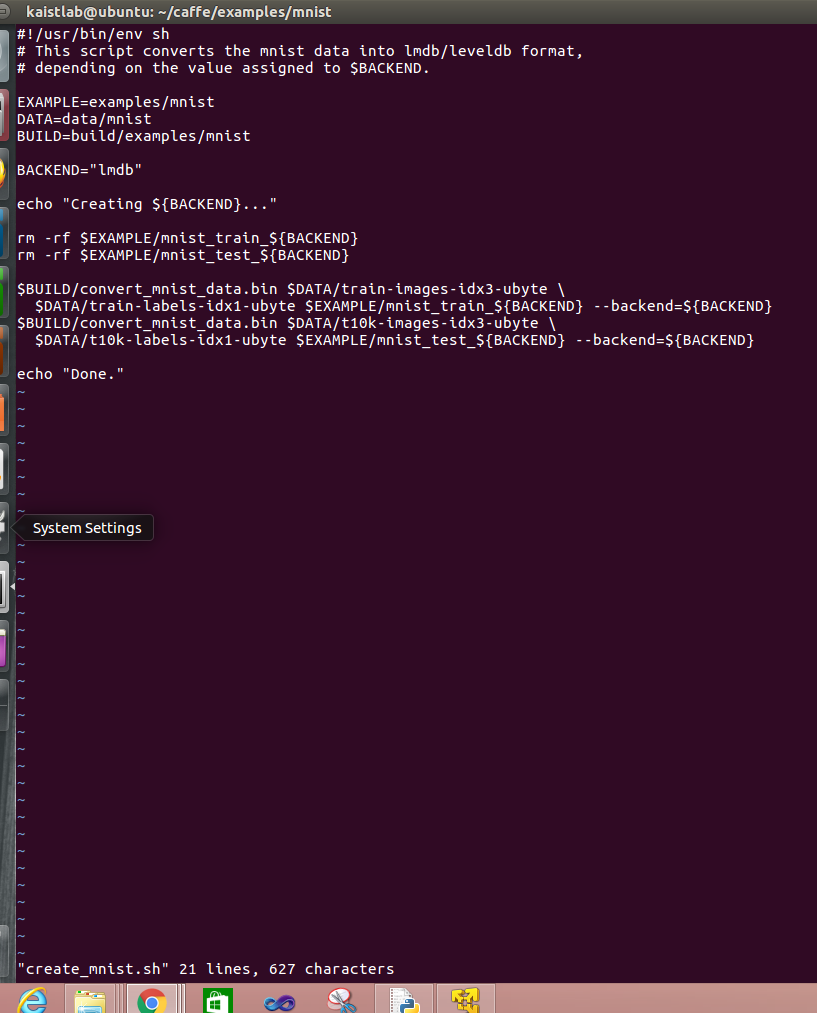 kaistlab@ubuntu: ~/caffe/examples/mnist
#!/usr/bin/env sh
# This script converts the mnist data into lmdb/leveldb format,
# depending on the value assigned to $BACKEND.
EXAMPLE=examples/mnist
DATA=data/mnist
BUILD=build/examples/mnist
BACKEND="lmdb"
echo "Creating ${BACKEND}..."
rm -rf $EXAMPLE/mnist_train_${BACKEND}
rm -rf $EXAMPLE/mnist_test_${BACKEND}
$BUILD/convert_mnist_data.bin $DATA/train-images-idx3-ubyte \
  $DATA/train-labels-idx1-ubyte $EXAMPLE/mnist_train_${BACKEND} --backend=${BACKEND}
$BUILD/convert_mnist_data.bin $DATA/t10k-images-idx3-ubyte \
  $DATA/t10k-labels-idx1-ubyte $EXAMPLE/mnist_test_${BACKEND} --backend=${BACKEND}
echo "Done."
System Settings
"create_mnist.sh" 21 lines, 627 characters